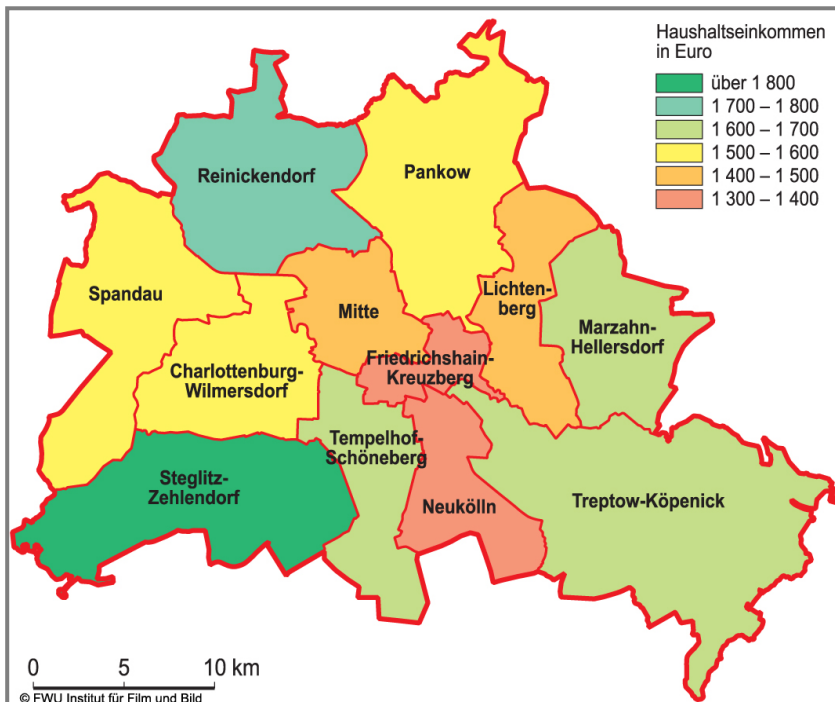 Haushaltseinkommen
in Euro
über 1 800
1 700 – 1 800
1 600 – 1 700
1 500 – 1 600
1 400 – 1 500
1 300 – 1 400
Reinickendorf
Pankow
Spandau
Mitte
Lichten-
berg
Marzahn-
Hellersdorf
Charlottenburg-
Wilmersdorf
Friedrichshain-
Kreuzberg
Tempelhof-
Schöneberg
Steglitz-
Zehlendorf
Neukölln
Treptow-Köpenick
0 5 10 km
© FWU Institut für Film und Bild